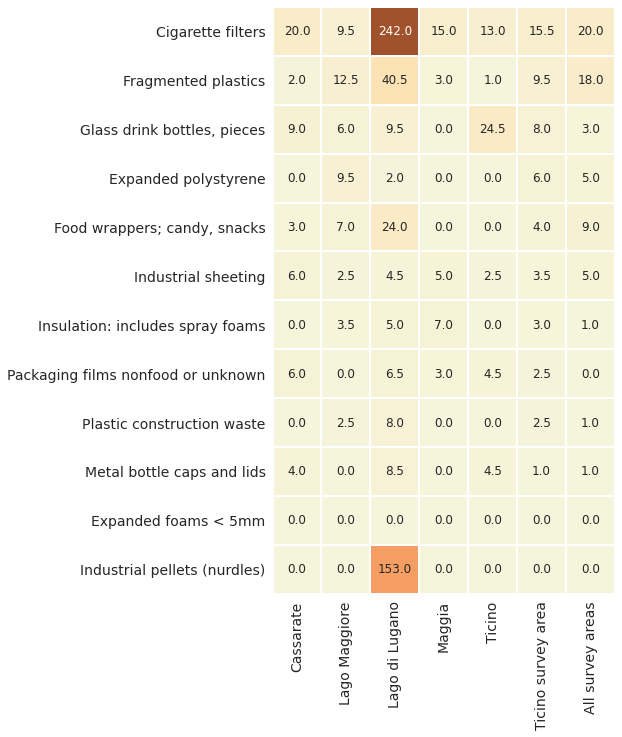 Cigarette filters 20.0 9.5 242.0 15.0 13.0 15.5 20.0
Fragmented plastics 2.0 12.5 40.5 3.0 1.0 9.5 18.0
Glass drink bottles, pieces 9.0 6.0 9.5 0.0 24.5 8.0 3.0
Expanded polystyrene 0.0 9.5 2.0 0.0 0.0 6.0 5.0
Food wrappers; candy, snacks 3.0 7.0 24.0 0.0 0.0 4.0 9.0
Industrial sheeting 6.0 2.5 4.5 5.0 2.5 3.5 5.0
Insulation: includes spray foams 0.0 3.5 5.0 7.0 0.0 3.0 1.0
Packaging films nonfood or unknown 6.0 0.0 6.5 3.0 4.5 2.5 0.0
Plastic construction waste 0.0 2.5 8.0 0.0 0.0 2.5 1.0
Metal bottle caps and lids 4.0 0.0 8.5 0.0 4.5 1.0 1.0
Expanded foams < 5mm 0.0 0.0 0.0 0.0 0.0 0.0 0.0
Industrial pellets (nurdles) 0.0 0.0 153.0 0.0 0.0 0.0 0.0
Cassarate
Lago Maggiore
Lago di Lugano
Maggia
Ticino
Ticino survey area
All survey areas